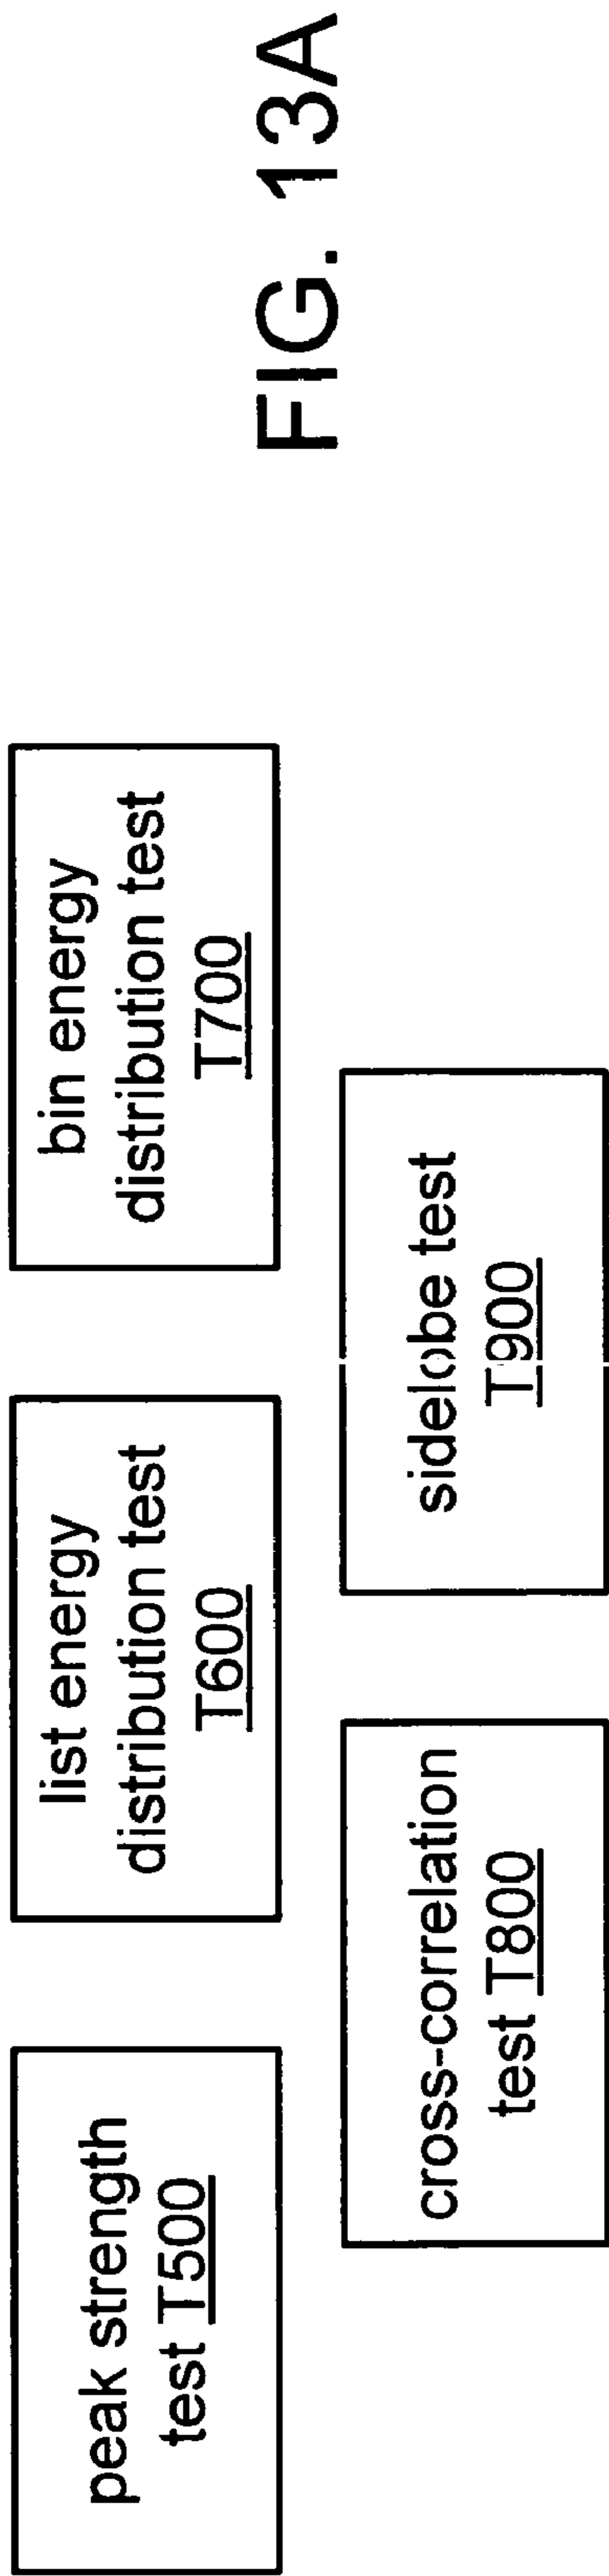 peak strength
test T500
list energy
distribution test
T600
bin energy
distribution test
T700
cross-correlation
test T800
sidelobe test
T900
FIG. 13A